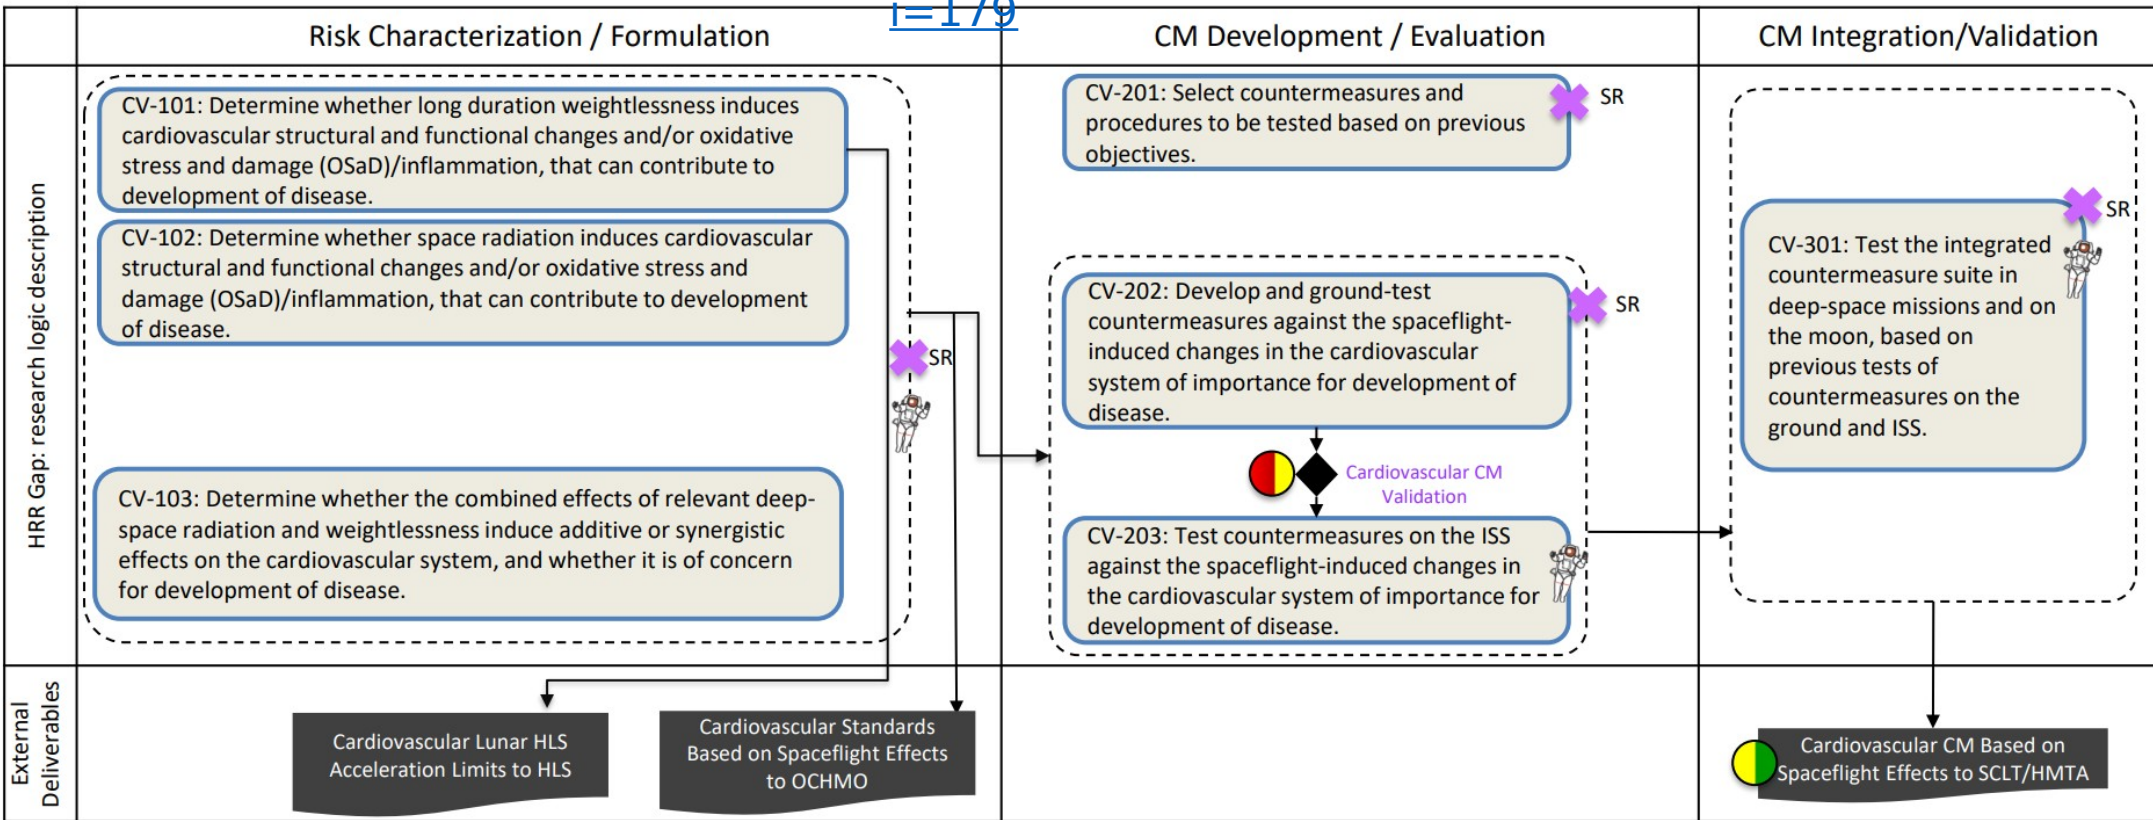 i=179
Risk Characterization / Formulation
CM Development / Evaluation
CM Integration/Validation
HRR Gap: research logic description
CV-101: Determine whether long duration weightlessness induces
cardiovascular structural and functional changes and/or oxidative
stress and damage (OSaD)/inflammation, that can contribute to
development of disease.
CV-102: Determine whether space radiation induces cardiovascular
structural and functional changes and/or oxidative stress and
damage (OSaD)/inflammation, that can contribute to development
of disease.
SR
CV-103: Determine whether the combined effects of relevant deep-
space radiation and weightlessness induce additive or synergistic
effects on the cardiovascular system, and whether it is of concern
for development of disease.
CV-201: Select countermeasures and
procedures to be tested based on previous
objectives.
SR
CV-202: Develop and ground-test
countermeasures against the spaceflight-
induced changes in the cardiovascular
system of importance for development of
disease.
SR
Cardiovascular CM
Validation
CV-203: Test countermeasures on the ISS
against the spaceflight-induced changes in
the cardiovascular system of importance for
development of disease.
SR
CV-301: Test the integrated
countermeasure suite in
deep-space missions and on
the moon, based on
previous tests of
countermeasures on the
ground and ISS.
External
Deliverables
Cardiovascular Lunar HLS
Acceleration Limits to HLS
Cardiovascular Standards
Based on Spaceflight Effects
to OCHMO
Cardiovascular CM Based on
Spaceflight Effects to SCLT/HMTA